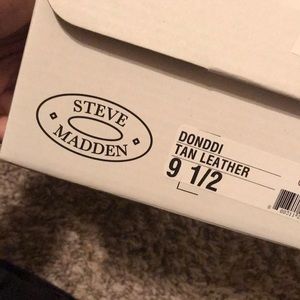 STEVE
MADDEN
DONDDI
TAN LEATHER
9 1/2